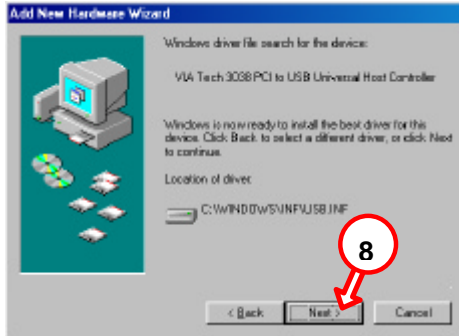 Add New Hardware Wizard
Windows driver file search for the device:
VIA Tech 3038 PCI to USB Universal Host Controller
Windows is now ready to install the best driver for this
device. Click Back to select a different driver, or click Next
to continue.
Location of driver:
C:\WINDOWS\INF\USB.INF
8
< Back
Next >
Cancel